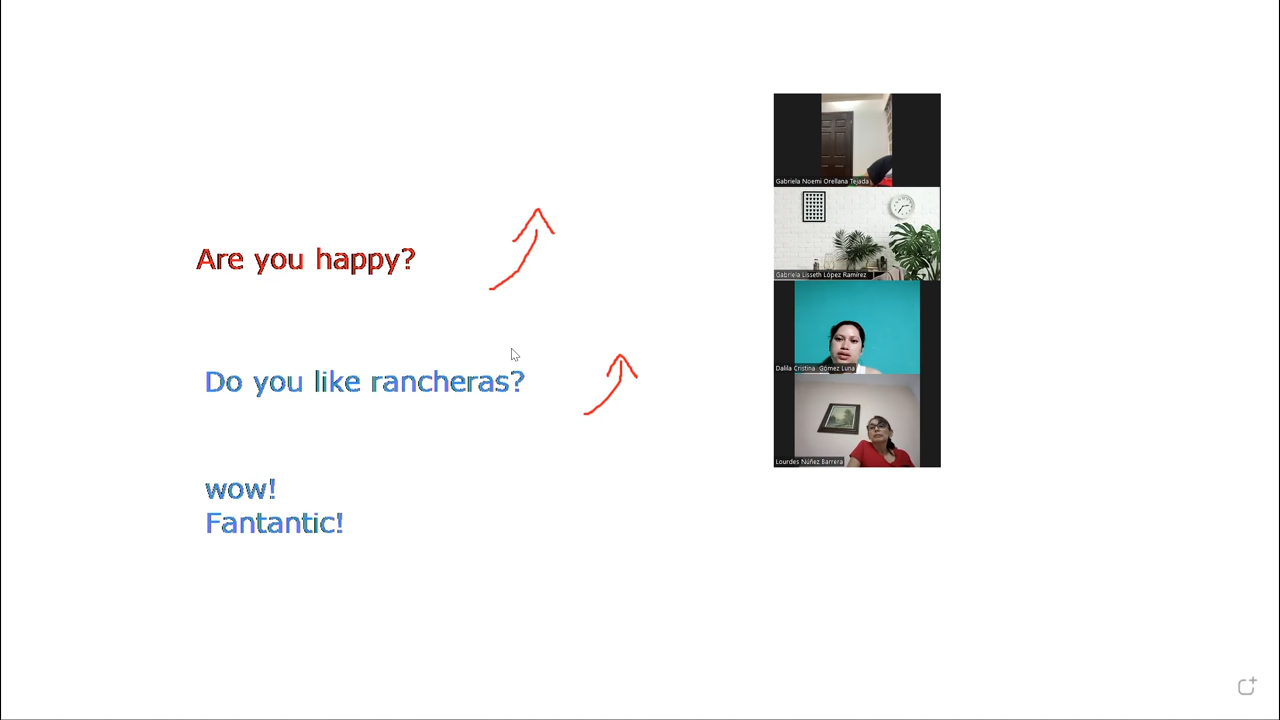 Are you happy?
Do you like rancheras?
wow!
Fantantic!
Gabriela Noemi Orellana Tejada
Gabriela Lisseth López Ramírez
Dalila Cristina Gómez Luna
Lourdes Núñez Barrera